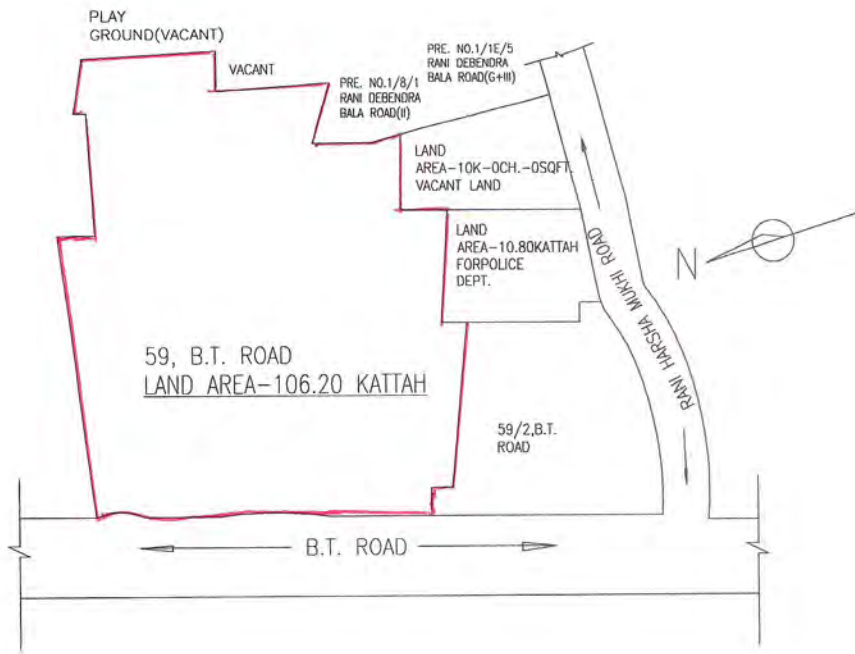 PLAY
GROUND(VACANT)
VACANT
PRE. NO.1/8/1
RANI DEBENDRA
BALA ROAD(II)
PRE. NO.1/1E/5
RANI DEBENDRA
BALA ROAD(G+III)
LAND
AREA-10K-0CH.-0SQFT.
VACANT LAND
LAND
AREA-10.80KATTAH
FORPOLICE
DEPT.
N
RANI HARSHA MUKHI ROAD
59, B.T. ROAD
LAND AREA-106.20 KATTAH
59/2,B.T.
ROAD
B.T. ROAD